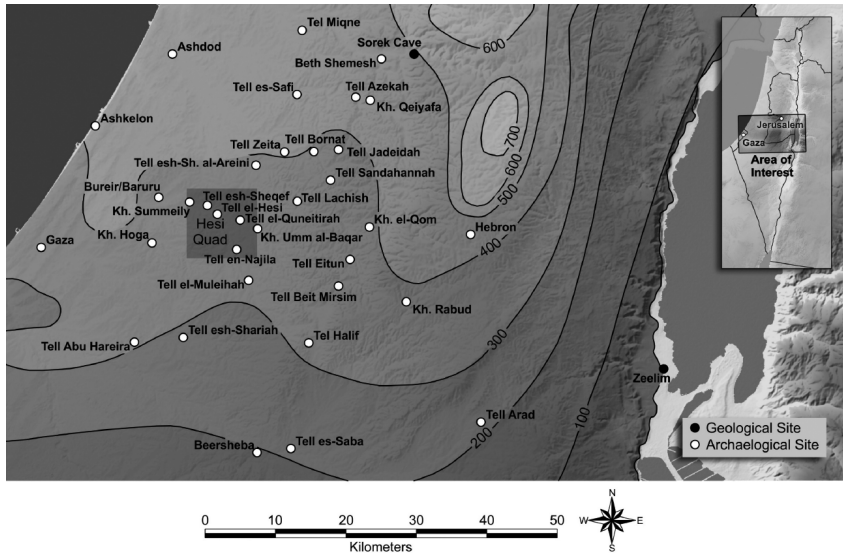 Tel Miqne
Sorek Cave
600
Ashdod
Beth Shemesh
Tell es-Safi
Tell Azekah
Kh. Qeiyafa
Jerusalem
Gaza
Area of
Interest
Ashkelon
700
600
500
400
Tell Zeita
Tell Bornat
Tell Jadeidah
Tell esh-Sh. al-Areini
Tell Sandahannah
Bureir/Baruru
Tell esh-Sheqef
Tell Lachish
Kh. Summeily
Tell el-Hesi
Tell el-Quneitirah
Hesi
Quad
Kh. el-Qom
Hebron
Gaza
Kh. Hoga
Kh. Umm al-Baqar
Tell en-Najila
Tell Eitun
Tell el-Muleihah
Tell Beit Mirsim
Kh. Rabud
Tell Abu Hareira
Tell esh-Shariah
Tel Halif
300
Zeelim
Tell Arad
200
100
Beersheba
Tell es-Saba
Geological Site
Archaelogical Site
0 10 20 30 40 50
Kilometers
N
W E
S